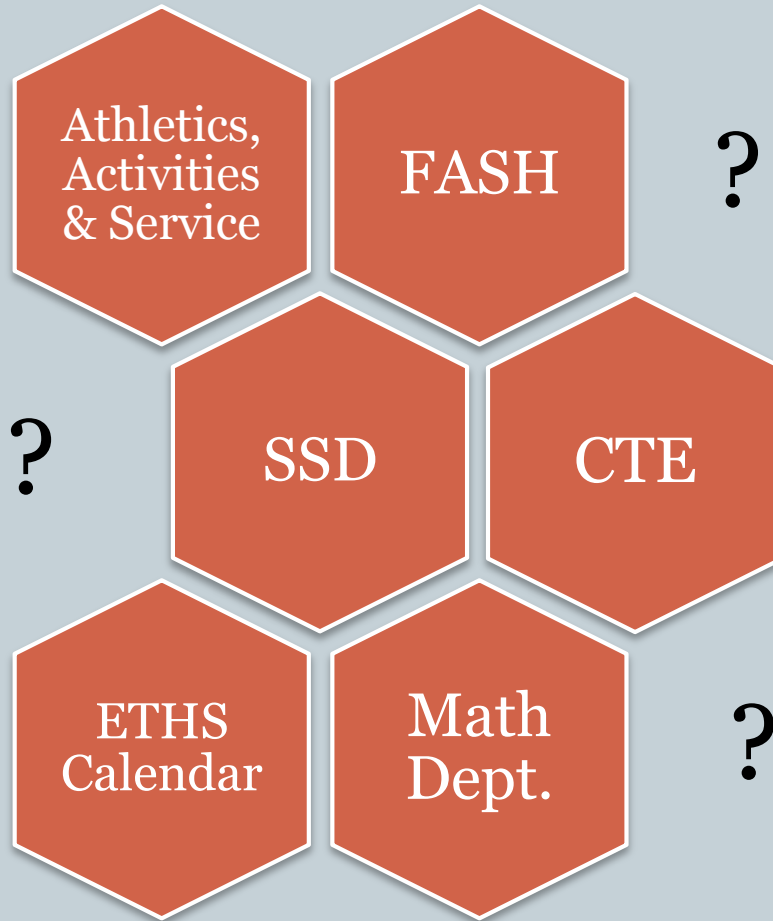 Athletics,
Activities
& Service
FASH
?
?
SSD
CTE
ETHS
Calendar
Math
Dept.
?